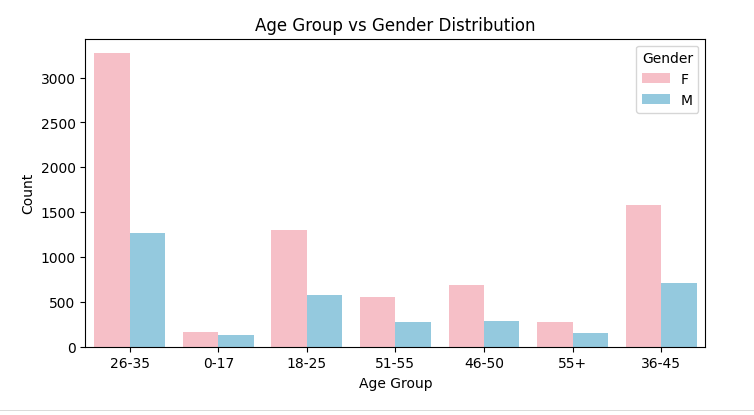 Age Group vs Gender Distribution
Gender
F
M
Count
3000
2500
2000
1500
1000
500
0
26-35 0-17 18-25 51-55 46-50 55+ 36-45
Age Group